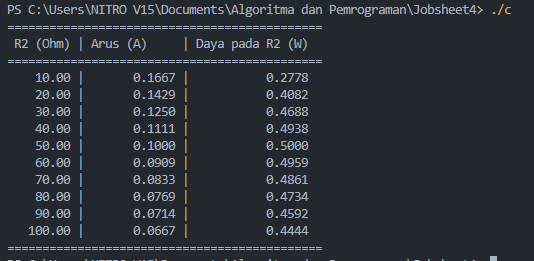 PS C:\Users\NITRO V15\Documents\Algoritma dan Pemrograman\Jobsheet4> ./c
==========================================
R2 (Ohm) | Arus (A) | Daya pada R2 (W)
==========================================
10.00 | 0.1667 | 0.2778
20.00 | 0.1429 | 0.4082
30.00 | 0.1250 | 0.4688
40.00 | 0.1111 | 0.4938
50.00 | 0.1000 | 0.5000
60.00 | 0.0909 | 0.4959
70.00 | 0.0833 | 0.4861
80.00 | 0.0769 | 0.4734
90.00 | 0.0714 | 0.4592
100.00 | 0.0667 | 0.4444
==========================================